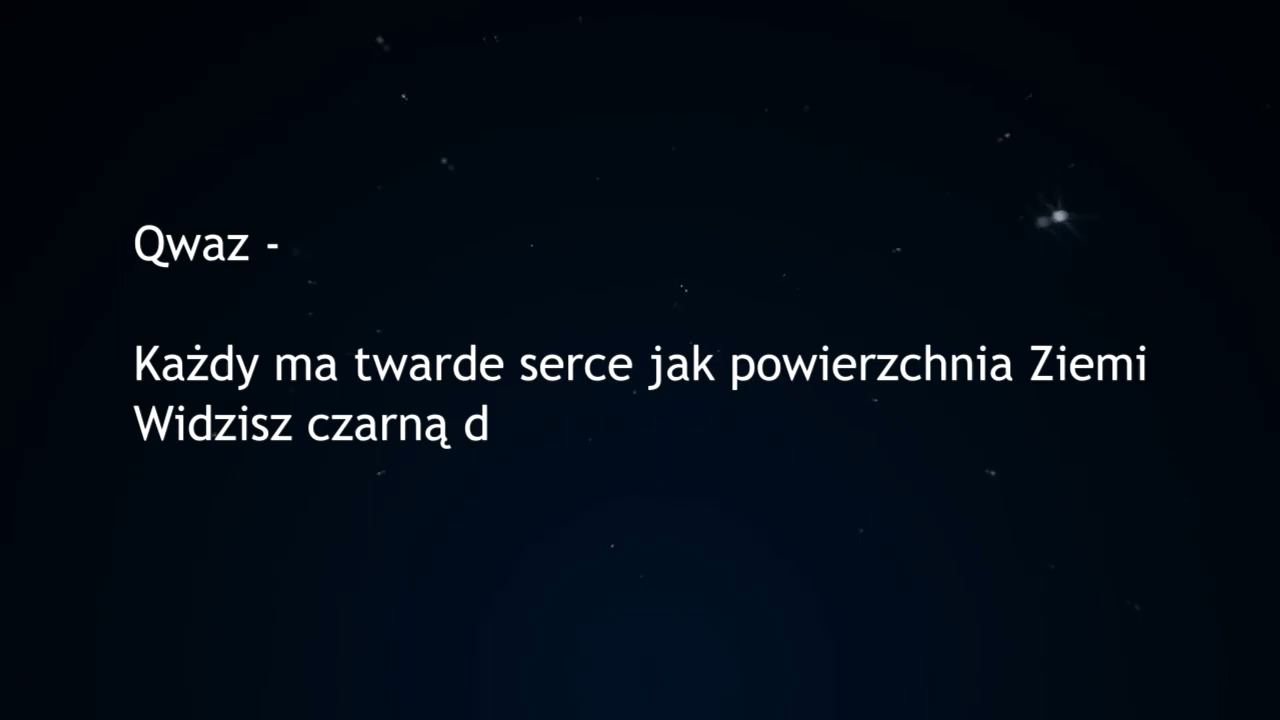 Qwaz -
Każdy ma twarde serce jak powierzchnia Ziemi
Widzisz czarną d